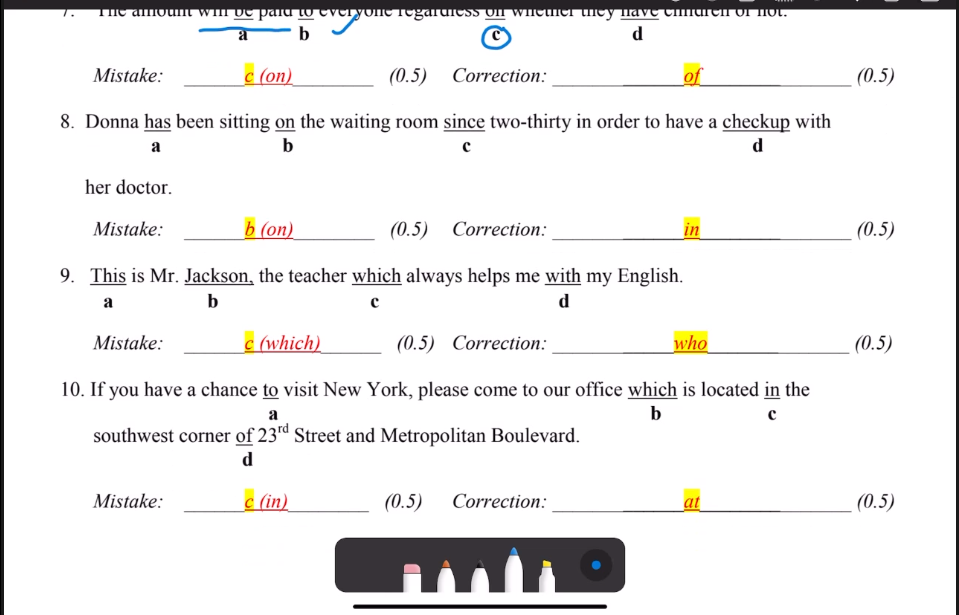 7. The amount will be paid to everyone regardless on whether they have children or not.
a b c d
Mistake: c (on) (0.5) Correction: of (0.5)
8. Donna has been sitting on the waiting room since two-thirty in order to have a checkup with
a b c d
her doctor.
Mistake: b (on) (0.5) Correction: in (0.5)
9. This is Mr. Jackson, the teacher which always helps me with my English.
a b c d
Mistake: c (which) (0.5) Correction: who (0.5)
10. If you have a chance to visit New York, please come to our office which is located in the
a b c
southwest corner of 23rd Street and Metropolitan Boulevard.
d
Mistake: c (in) (0.5) Correction: at (0.5)